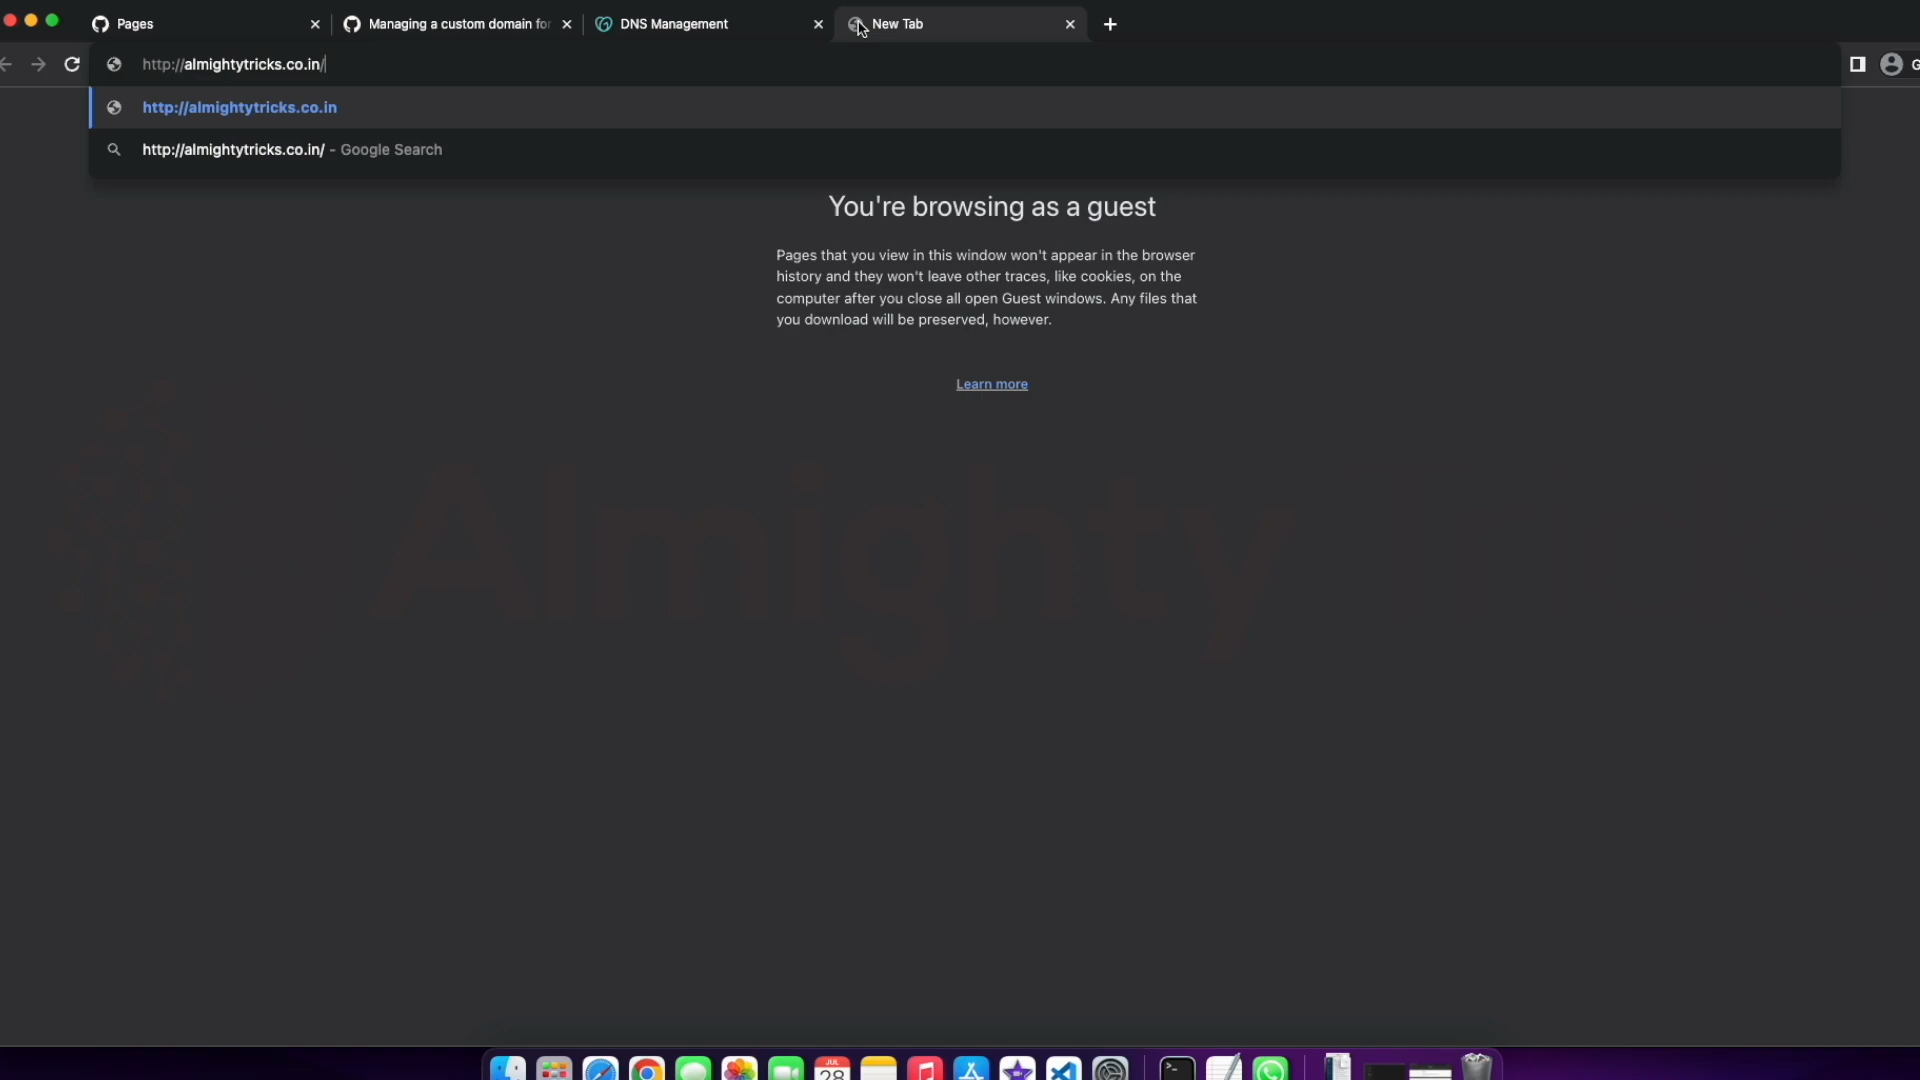 Pages
Managing a custom domain for
DNS Management
New Tab
http://almightytricks.co.in/
G
http://almightytricks.co.in
http://almightytricks.co.in/ - Google Search
You're browsing as a guest
Pages that you view in this window won't appear in the browser
history and they won't leave other traces, like cookies, on the
computer after you close all open Guest windows. Any files that
you download will be preserved, however.
Learn more
Almighty
JUL
28